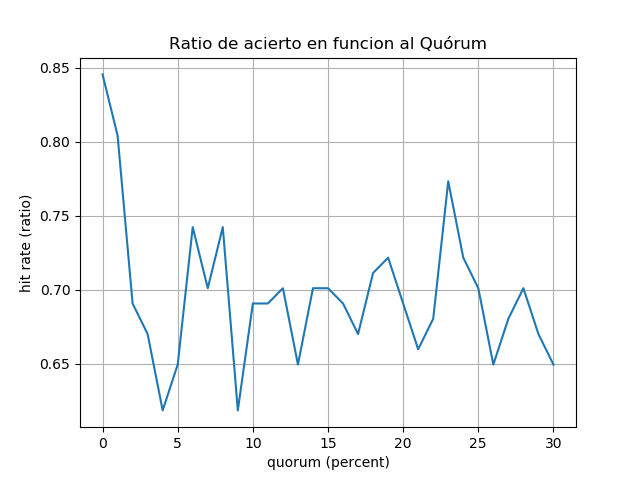 Ratio de acierto en funcion al Quórum
0.85
0.80
0.75
0.70
0.65
hit rate (ratio)
0 5 10 15 20 25 30
quorum (percent)